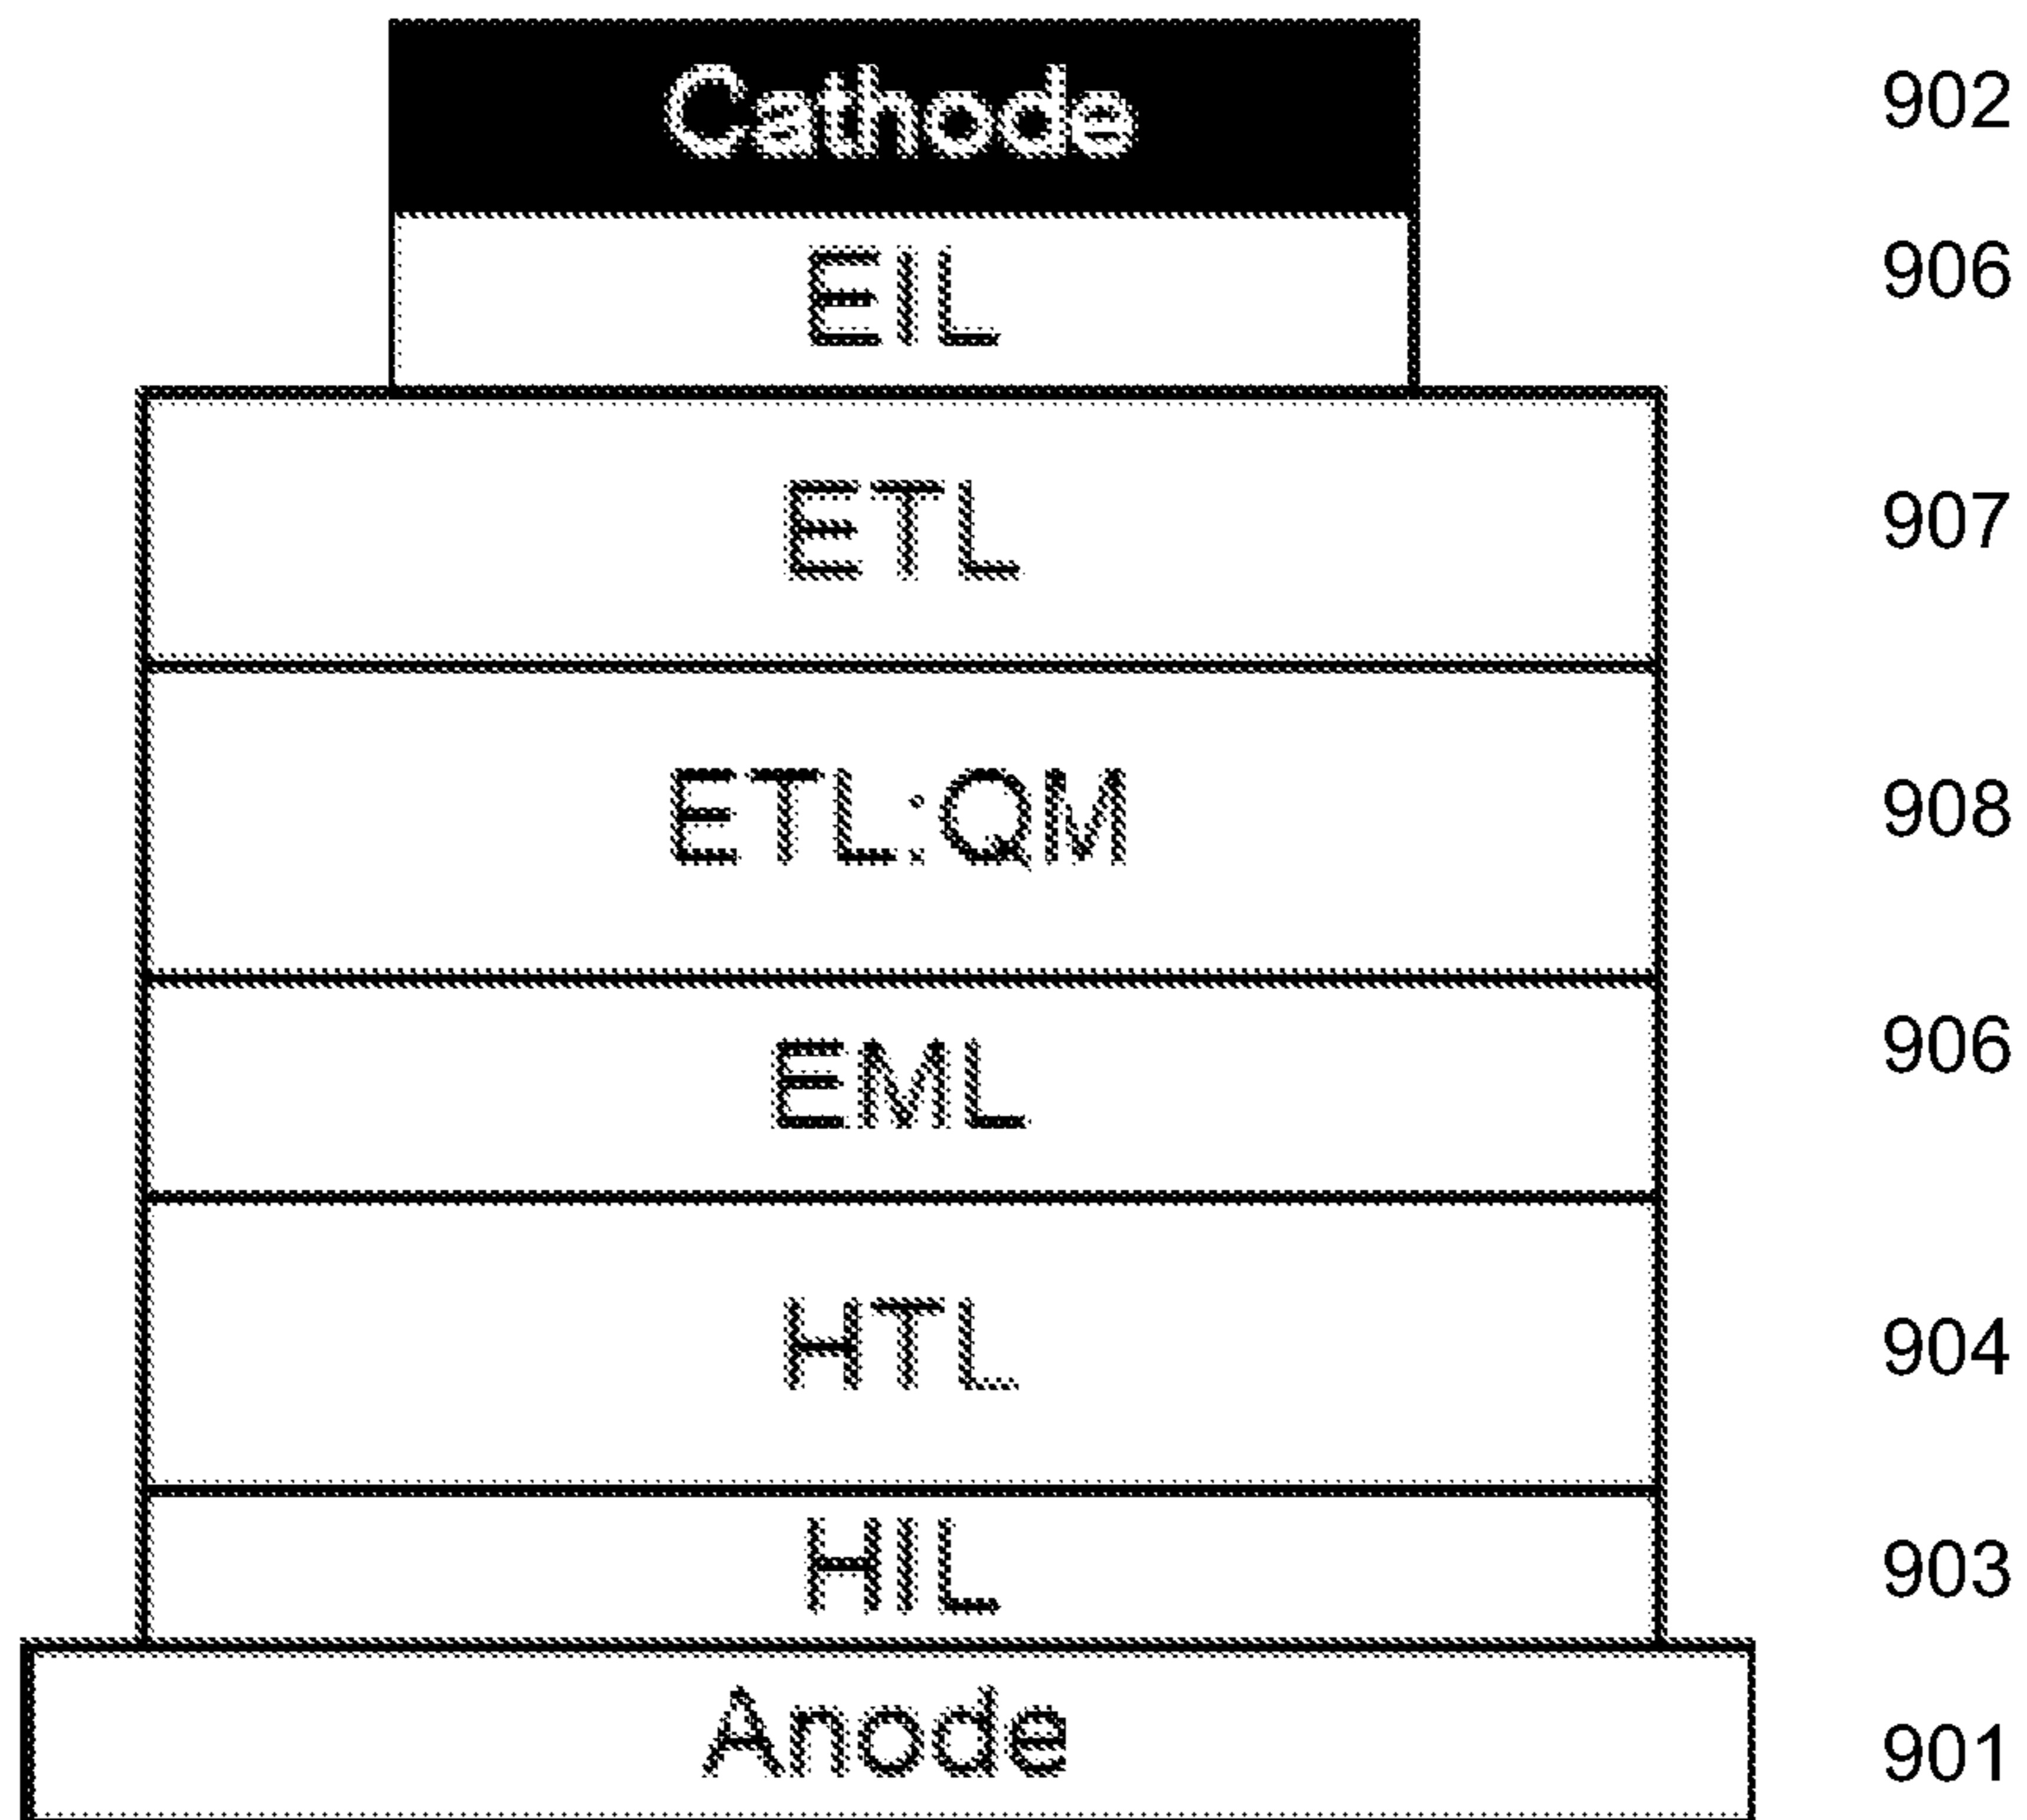 Cathode 902
EIL 906
ETL 907
ETL:QM 908
EML 906
HTL 904
HIL 903
Anode 901